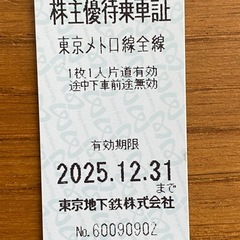 株主優待乗車証
東京メトロ線全線
1枚1人片道有効
途中下車前途無効
有効期限
2025.12.31
まで
東京地下鉄株式会社
No.60090902